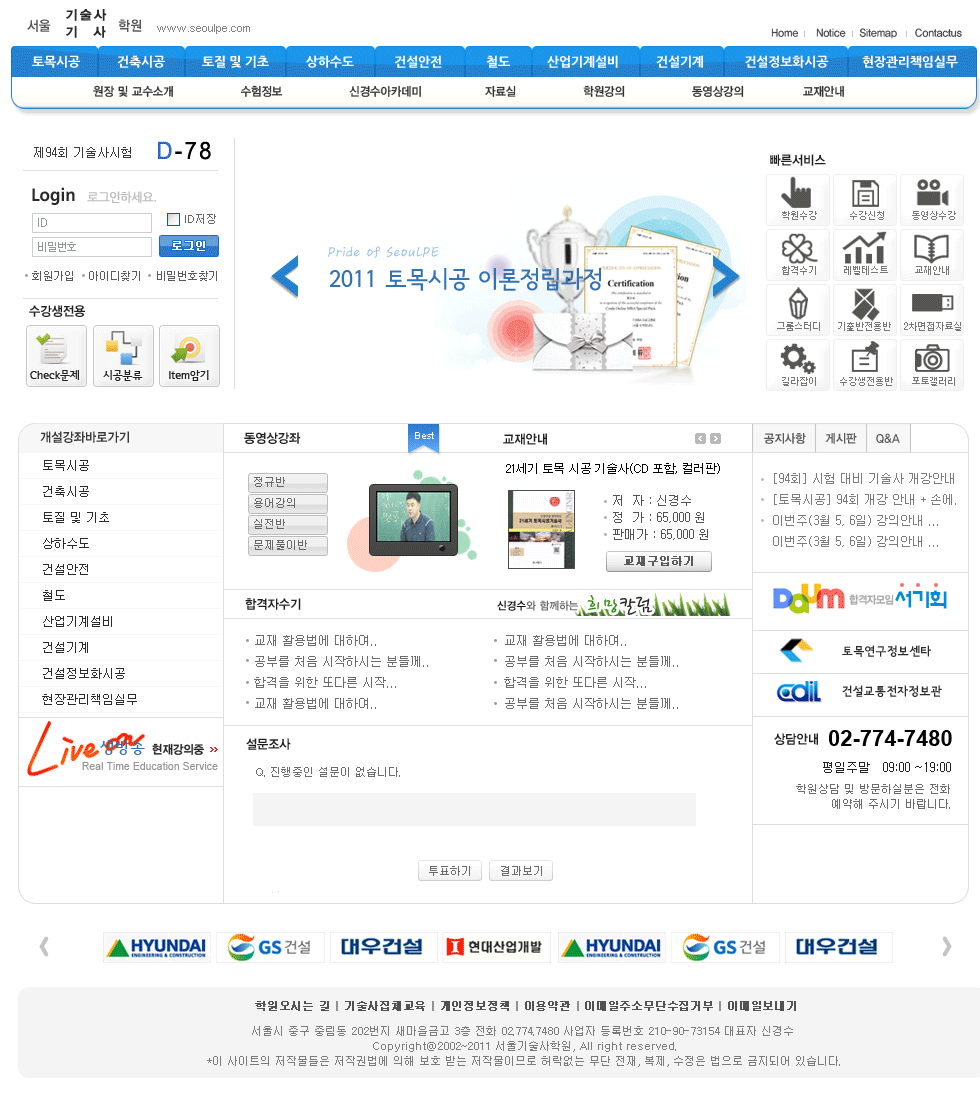 서울 기술사 기 사 학원 www.seoulpe.com
Home Notice Sitemap Contactus
토목시공 건축시공 토질 및 기초 상하수도 건설안전 철도 산업기계설비 건설기계 건설정보화시공 현장관리책임실무
원장 및 교수소개 수험정보 신경수아카데미 자료실 학원강의 동영상강의 교재안내
제94회 기술사시험 D-78
Login 로그인하세요.
ID
ID저장
비밀번호
로그인
회원가입 아이디찾기 비밀번호찾기
수강생전용
Check문제 시공분류 Item암기
Pride of SeoulPE
2011 토목시공 이론정립과정
Certification
빠른서비스
학원수강 수강신청 동영상수강
합격수기 레벨테스트 교재안내
그룹스터디 기출반전용반 2차면접자료실
길라잡이 수강생전용반 포토갤러리
개설강좌바로가기
토목시공
건축시공
토질 및 기초
상하수도
건설안전
철도
산업기계설비
건설기계
건설정보화시공
현장관리책임실무
Live on 생방송 현재강의중 »
Real Time Education Service
동영상강좌 Best
정규반
용어강의
실전반
문제풀이반
교재안내
21세기 토목 시공 기술사(CD 포함, 컬러판)
저 자 : 신경수
정 가 : 65,000 원
판매가 : 65,000 원
교재구입하기
합격자수기
교재 활용법에 대하며..
공부를 처음 시작하시는 분들께..
합격을 위한 또다른 시작...
교재 활용법에 대하며..
신경수와 함께하는 희망칼럼
교재 활용법에 대하며..
공부를 처음 시작하시는 분들께..
합격을 위한 또다른 시작...
공부를 처음 시작하시는 분들께..
설문조사
Q. 진행중인 설문이 없습니다.
투표하기 결과보기
공지사항 게시판 Q&A
[94회] 시험 대비 기술사 개강안내
[토목시공] 94회 개강 안내 + 손에.
이번주(3월 5, 6일) 강의안내 ...
이번주(3월 5, 6일) 강의안내 ...
Daum 합격자모임 서기회
토목연구정보센타
codil 건설교통전자정보관
상담안내 02-774-7480
평일주말 09:00 ~19:00
학원상담 및 방문하실분은 전화
예약해 주시기 바랍니다.
HYUNDAI ENGINEERING & CONSTRUCTION GS건설 대우건설 현대산업개발 HYUNDAI ENGINEERING & CONSTRUCTION GS건설 대우건설
학원오시는 길 | 기술사집체교육 | 개인정보정책 | 이용약관 | 이메일주소무단수집거부 | 이메일보내기
서울시 중구 중림동 202번지 새마을금고 3층 전화 02.774.7480 사업자 등록번호 210-90-73154 대표자 신경수
Copyright@2002~2011 서울기술사학원, All right reserved.
*이 사이트의 저작물들은 저작권법에 의해 보호 받는 저작물이므로 허락없는 무단 전재, 복제, 수정은 법으로 금지되어 있습니다.